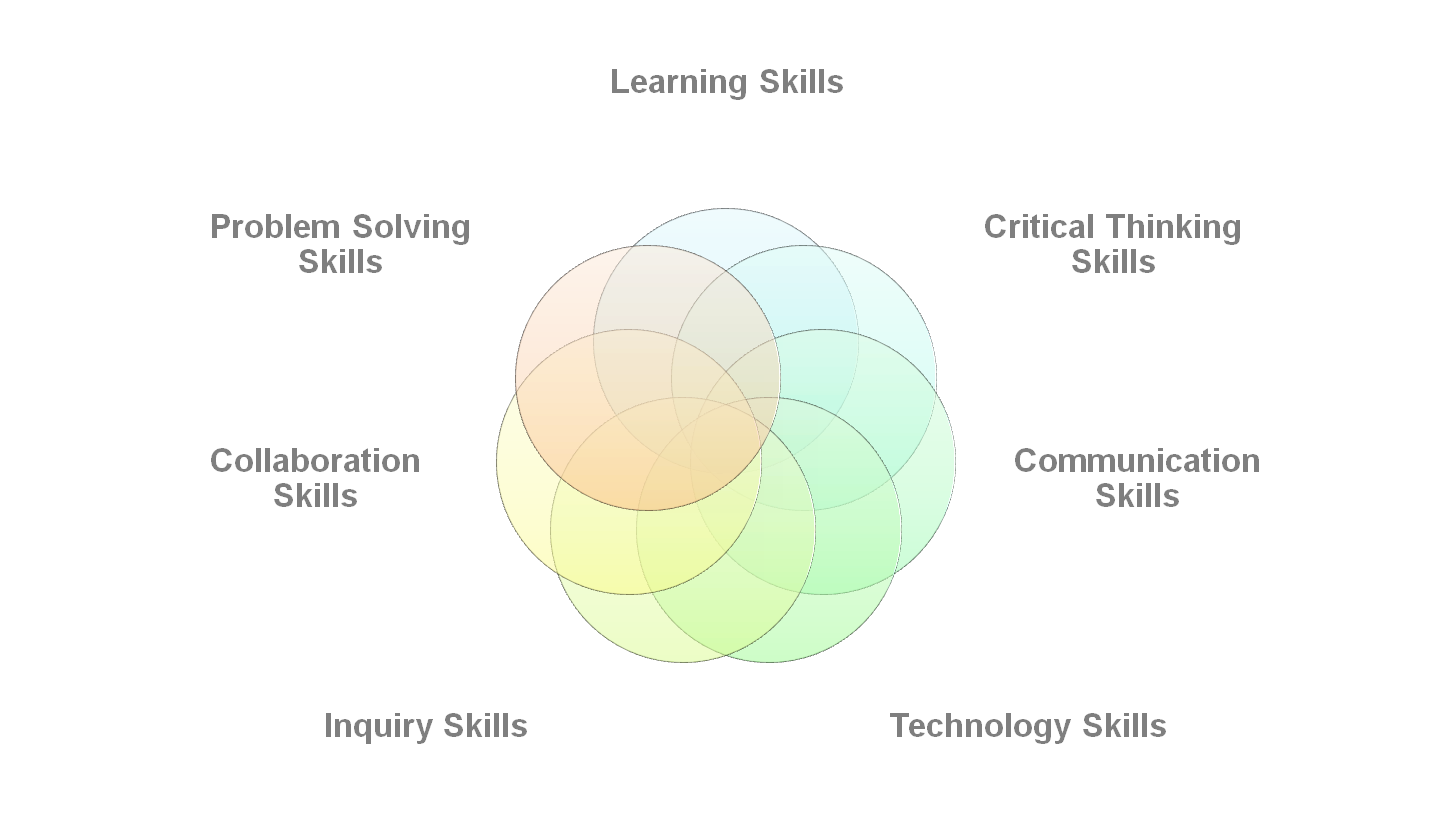 Learning Skills
Problem Solving
Skills
Critical Thinking
Skills
Collaboration
Skills
Communication
Skills
Inquiry Skills
Technology Skills